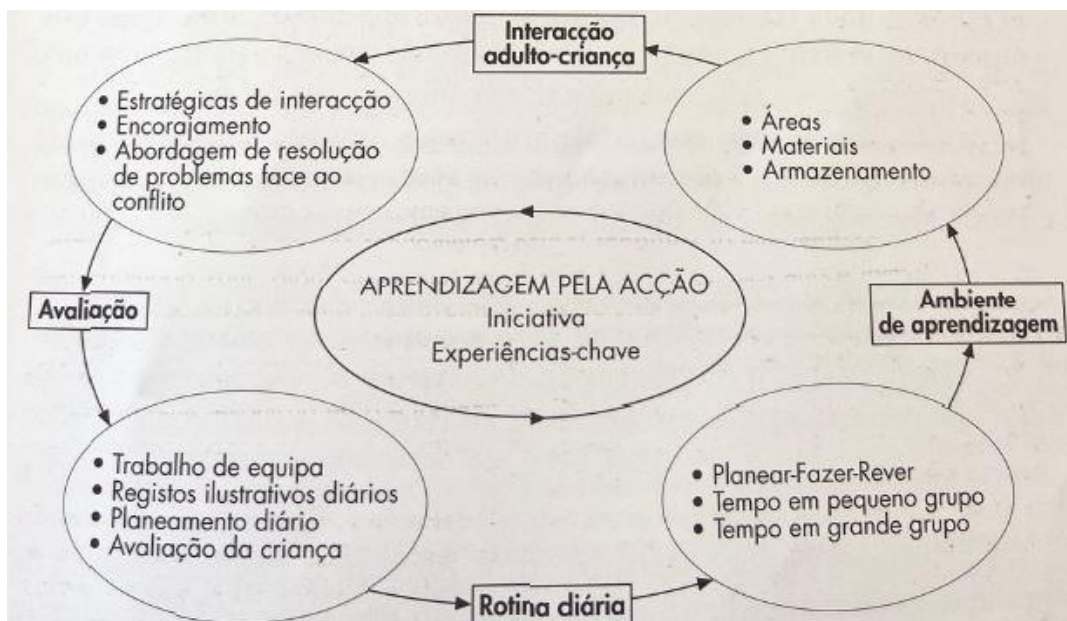 Interacção
adulto-criança
• Estratégicas de interacção
• Encorajamento
• Abordagem de resolução
de problemas face ao
conflito
• Áreas
• Materiais
• Armazenamento
APRENDIZAGEM PELA ACÇÃO
Iniciativa
Experiências-chave
Avaliação
Ambiente
de aprendizagem
• Trabalho de equipa
• Registos ilustrativos diários
• Planeamento diário
• Avaliação da criança
• Planear-Fazer-Rever
• Tempo em pequeno grupo
• Tempo em grande grupo
Rotina diária